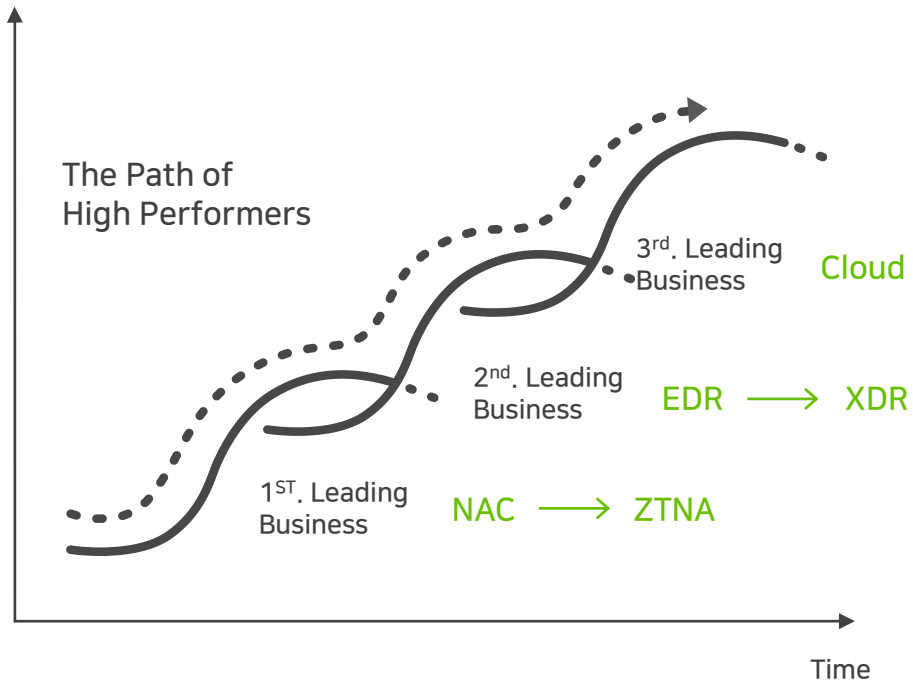 The Path of
High Performers
3rd. Leading
Business
Cloud
2nd. Leading
Business
EDR → XDR
1ST. Leading
Business
NAC → ZTNA
Time